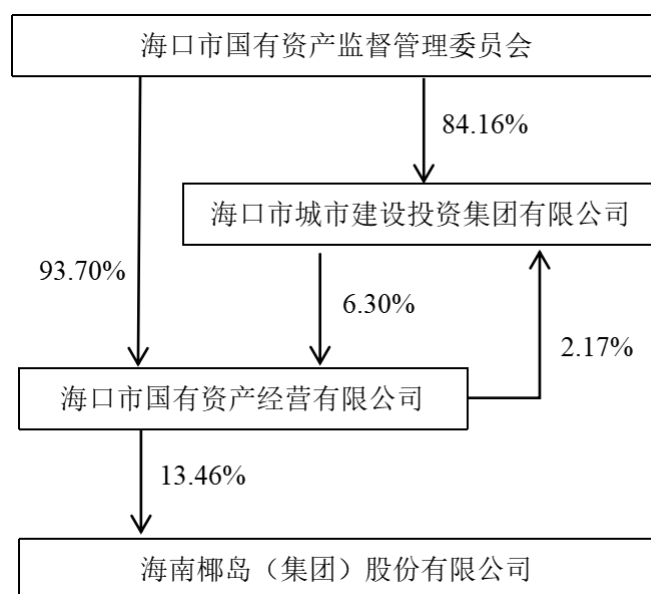 海口市国有资产监督管理委员会
84.16%
海口市城市建设投资集团有限公司
93.70%
6.30%
2.17%
海口市国有资产经营有限公司
13.46%
海南椰岛（集团）股份有限公司